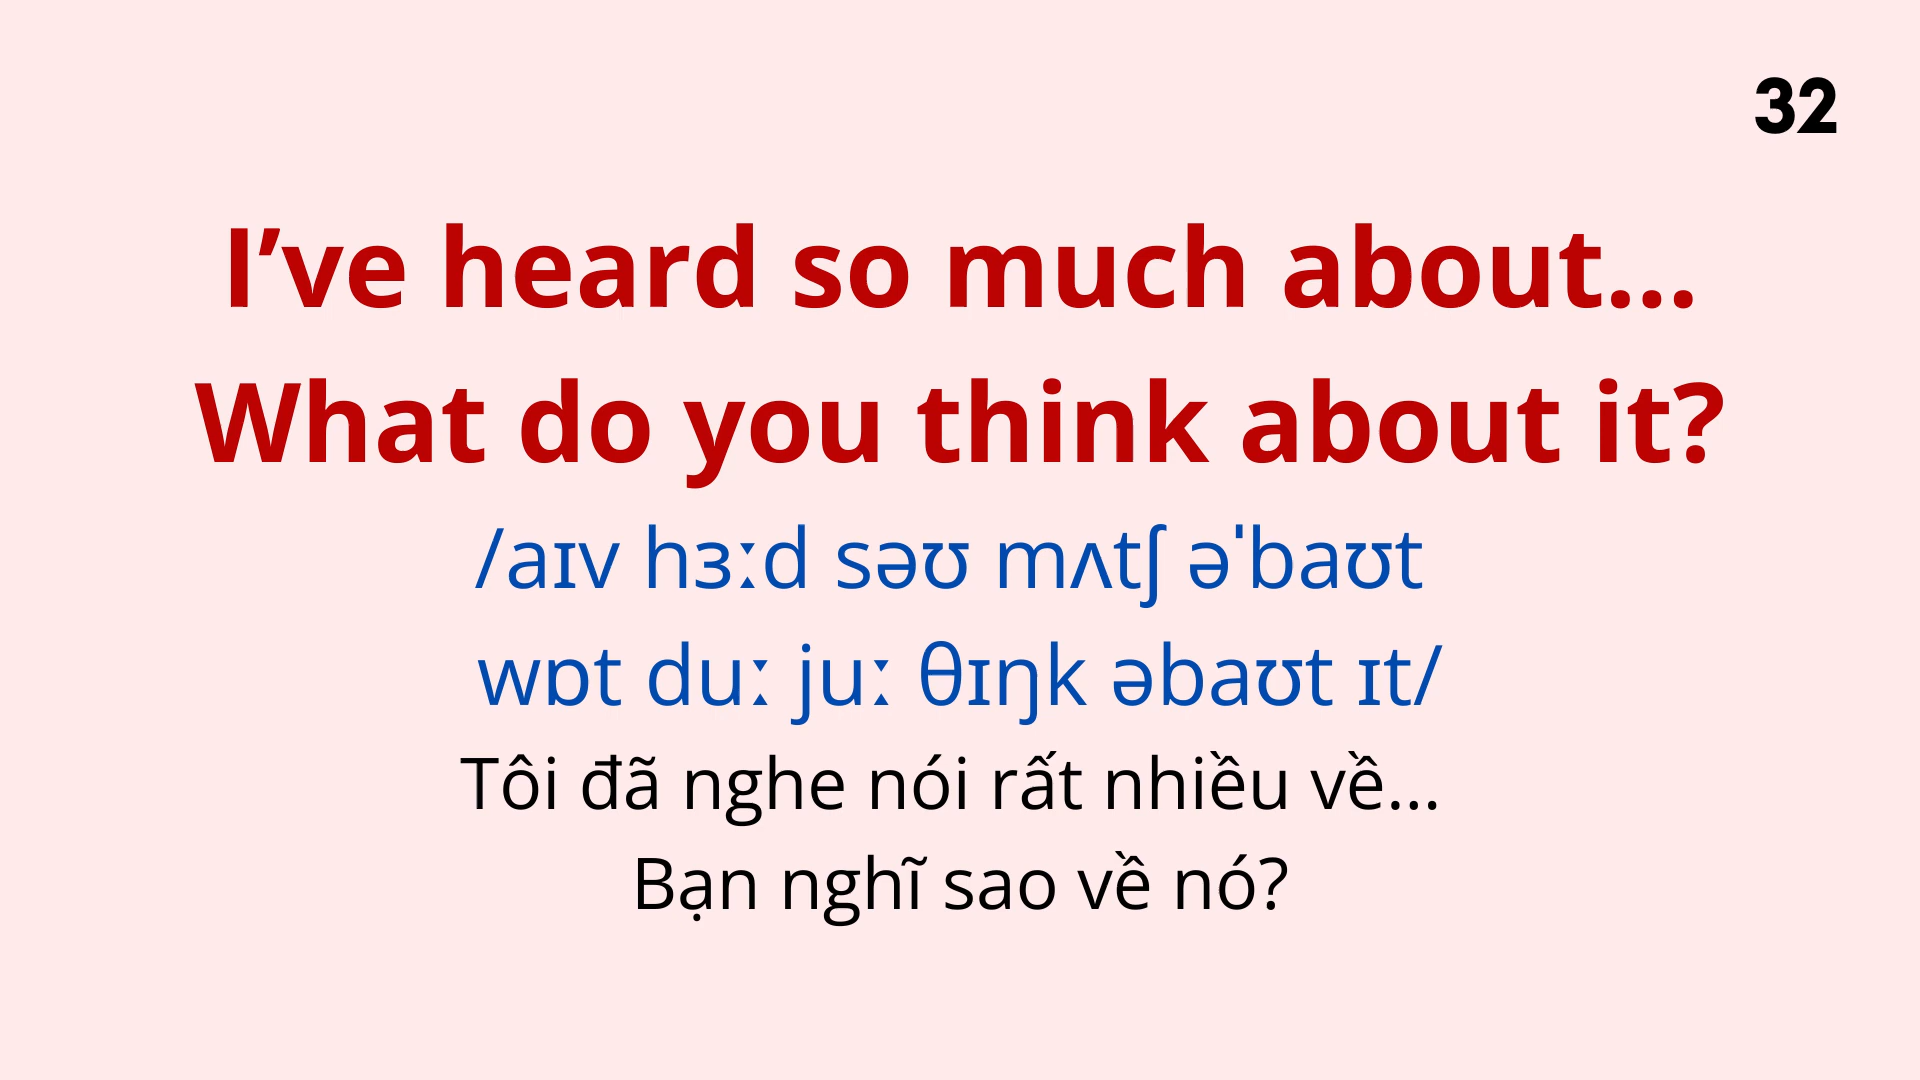 32
I’ve heard so much about...
What do you think about it?
/aɪv hɜːd səʊ mʌtʃ əˈbaʊt
wɒt duː juː θɪŋk əbaʊt ɪt/
Tôi đã nghe nói rất nhiều về...
Bạn nghĩ sao về nó?